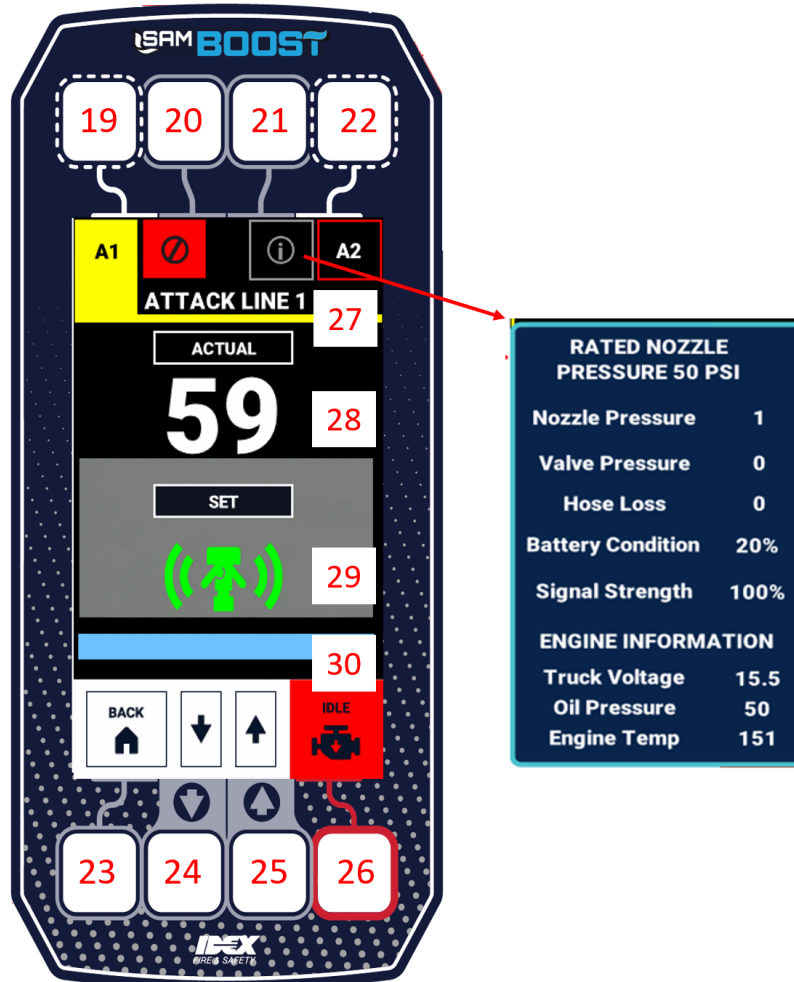 SAM BOOST
19 20 21 22
A1 A2
ATTACK LINE 1
27
ACTUAL
59
28
SET
29
30
BACK
IDLE
23 24 25 26
IDEX
FIRE & SAFETY
RATED NOZZLE
PRESSURE 50 PSI
Nozzle Pressure 1
Valve Pressure 0
Hose Loss 0
Battery Condition 20%
Signal Strength 100%
ENGINE INFORMATION
Truck Voltage 15.5
Oil Pressure 50
Engine Temp 151